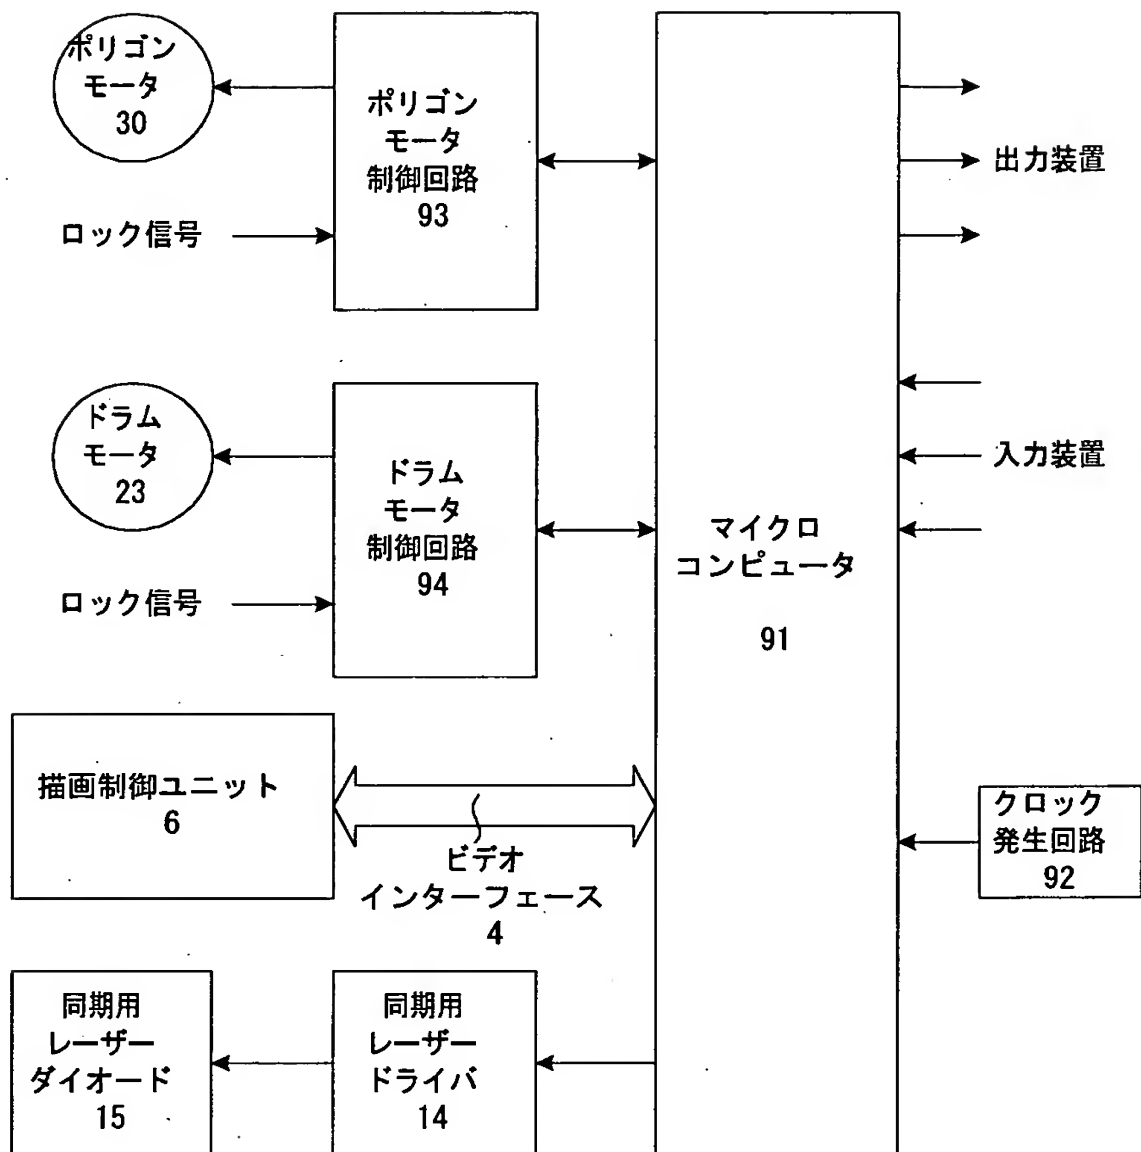 ポリゴン
モータ
30
ポリゴン
モータ
制御回路
93
ロック信号
出力装置
ドラム
モータ
23
ドラム
モータ
制御回路
94
ロック信号
入力装置
マイクロ
コンピュータ
91
描画制御ユニット
6
ビデオ
インターフェース
4
クロック
発生回路
92
同期用
レーザー
ダイオード
15
同期用
レーザー
ドライバ
14